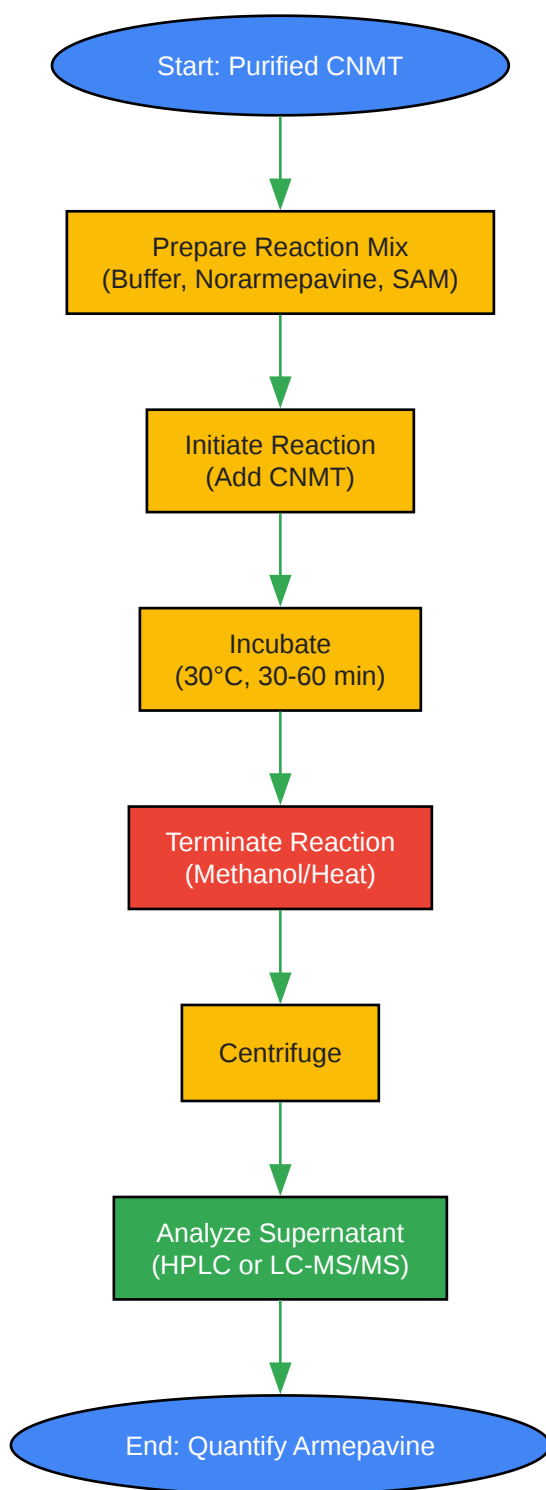 Start: Purified CNMT
Prepare Reaction Mix
(Buffer, Norarmepavine, SAM)
Initiate Reaction
(Add CNMT)
Incubate
(30°C, 30-60 min)
Terminate Reaction
(Methanol/Heat)
Centrifuge
Analyze Supernatant
(HPLC or LC-MS/MS)
End: Quantify Armepavine